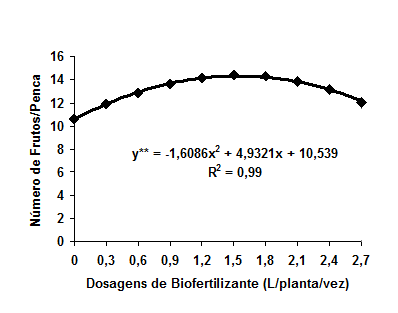 Número de Frutos/Penca
16
14
12
10
8
6
4
2
0
y** = -1,6086x² + 4,9321x + 10,539
R² = 0,99
0 0,3 0,6 0,9 1,2 1,5 1,8 2,1 2,4 2,7
Dosagens de Biofertilizante (L/planta/vez)